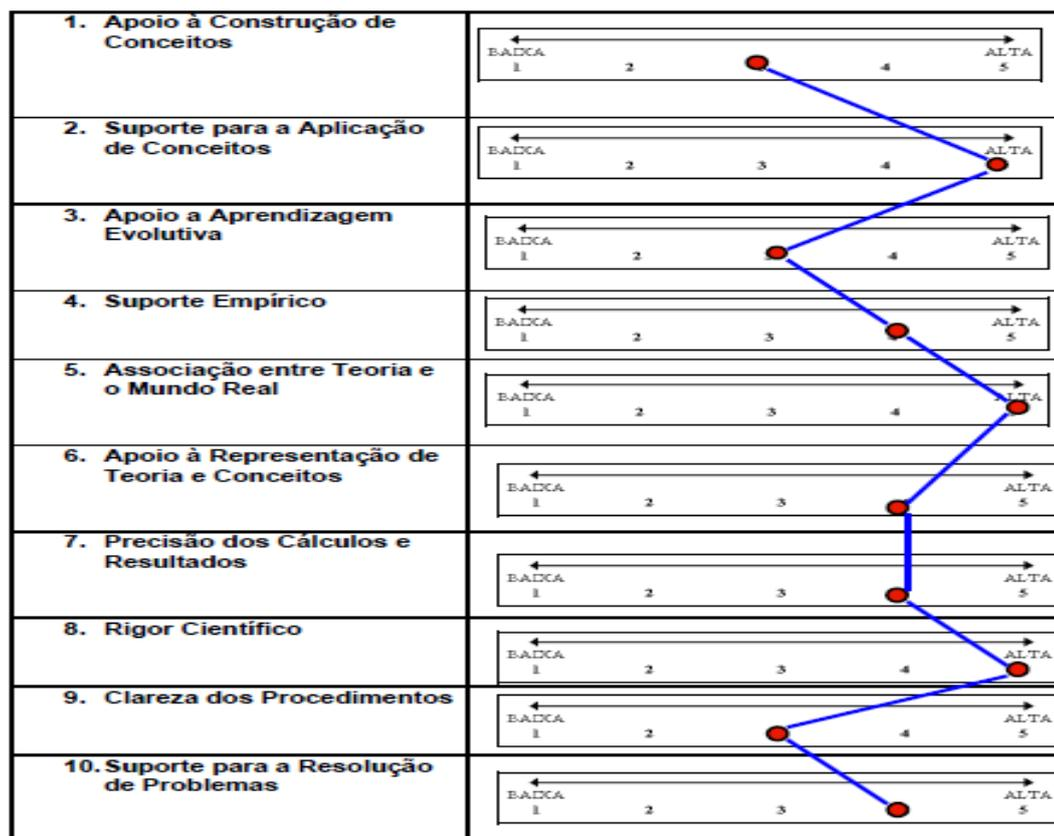 1. Apoio à Construção de
Conceitos
BAIXA ALTA
1 2 4 5
2. Suporte para a Aplicação
de Conceitos
BAIXA ALTA
1 2 3 4
3. Apoio a Aprendizagem
Evolutiva
BAIXA ALTA
1 2 4 5
4. Suporte Empírico
BAIXA ALTA
1 2 3 5
5. Associação entre Teoria e
o Mundo Real
BAIXA ALTA
1 2 3 4
6. Apoio à Representação de
Teoria e Conceitos
BAIXA ALTA
1 2 3 5
7. Precisão dos Cálculos e
Resultados
BAIXA ALTA
1 2 3 5
8. Rigor Científico
BAIXA ALTA
1 2 3 4
9. Clareza dos Procedimentos
BAIXA ALTA
1 2 4 5
10. Suporte para a Resolução
de Problemas
BAIXA ALTA
1 2 3 5